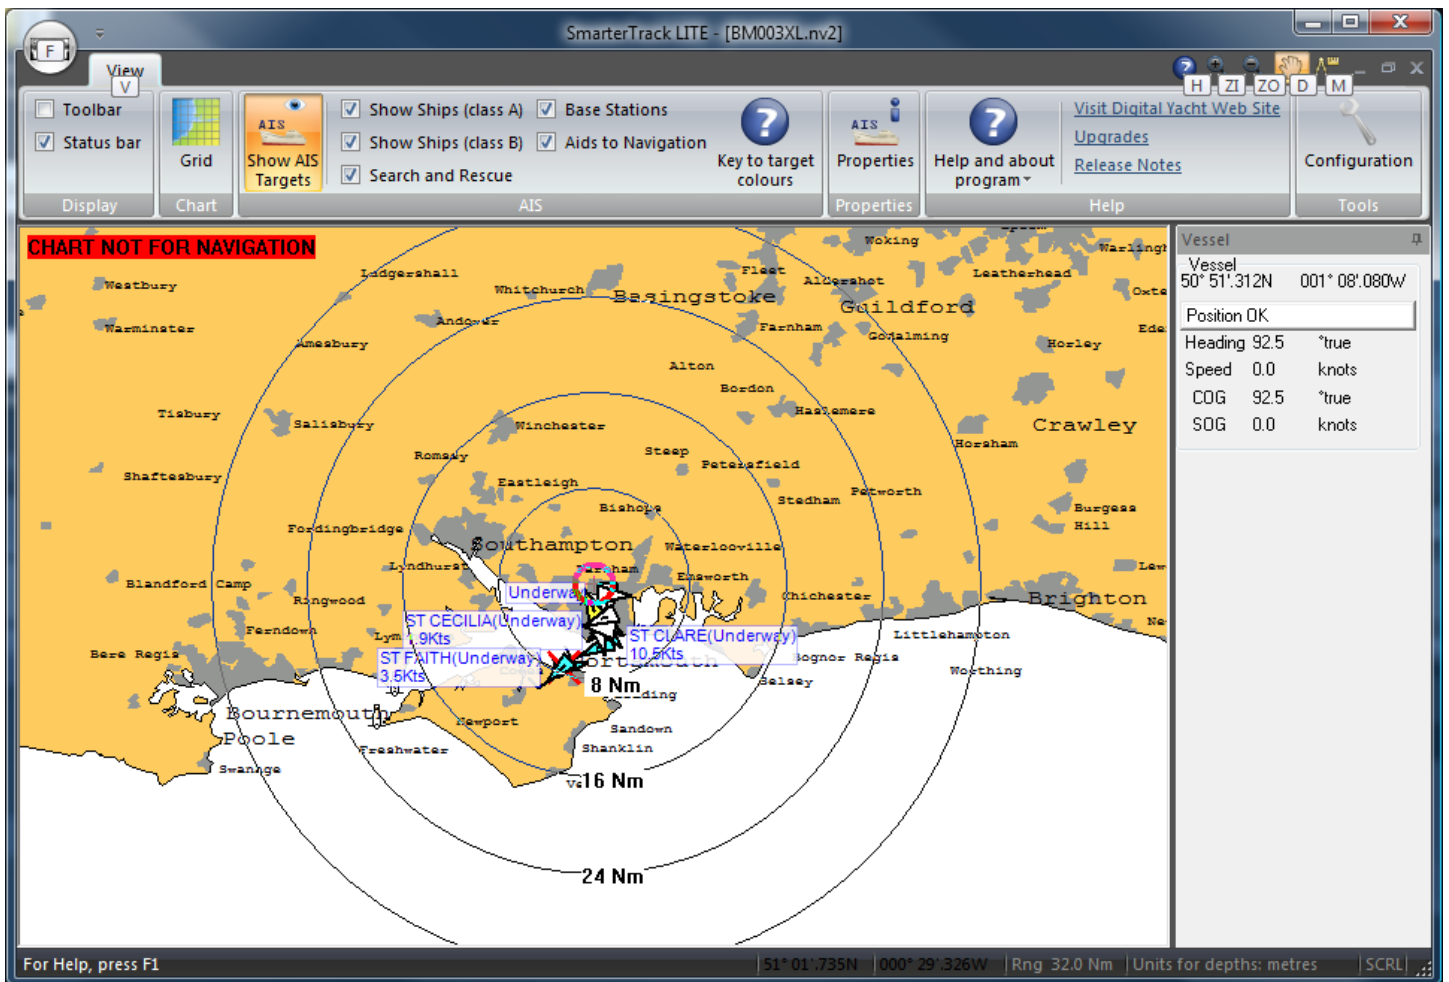 SmarterTrack LITE - [BM003XL.nv2]
F
View
V
H ZI ZO D M
Toolbar
Status bar
Display
Grid
Chart
AIS
Show AIS
Targets
Show Ships (class A)
Show Ships (class B)
Search and Rescue
Base Stations
Aids to Navigation
Key to target
colours
AIS
AIS
Properties
Properties
Help and about
program
Visit Digital Yacht Web Site
Upgrades
Release Notes
Help
Configuration
Tools
CHART NOT FOR NAVIGATION
Woking
Warlingh
Westbury
Ludgershall
Fleet
Aldershot
Leatherhead
Whitchurch
Basingstoke
Oxte
Guildford
Warminster
Andover
Farnham
Godalming
Ede
Amesbury
Horley
Alton
Bordon
Tisbury
Salisbury
Winchester
Haslemere
Crawley
Horsham
Romsey
Steep
Petersfield
Shaftesbury
Eastleigh
Stedham
Petworth
Bishops
Burgess
Hill
Fordingbridge
Southampton
Waterlooville
Lyndhurst
Farnham
Emsworth
Lew
Blandford Camp
Ringwood
Underway
Chichester
Brighton
ST CECILIA(Underway)
.9Kts
Ferndown
Lym
ST CLARE(Underway)
10.5Kts
Littlehampton
Ne
Bere Regis
ST FAITH(Underway)
3.5Kts
Bognor Regis
Worthing
8 Nm
Selsey
Bournemouth
Newport
Sandown
Poole
Freshwater
Shanklin
Swanage
16 Nm
24 Nm
Vessel
Vessel
50° 51'.312N 001° 08'.080W
Position OK
Heading 92.5 °true
Speed 0.0 knots
COG 92.5 °true
SOG 0.0 knots
For Help, press F1
51° 01'.735N 000° 29'.326W Rng 32.0 Nm Units for depths: metres SCRL